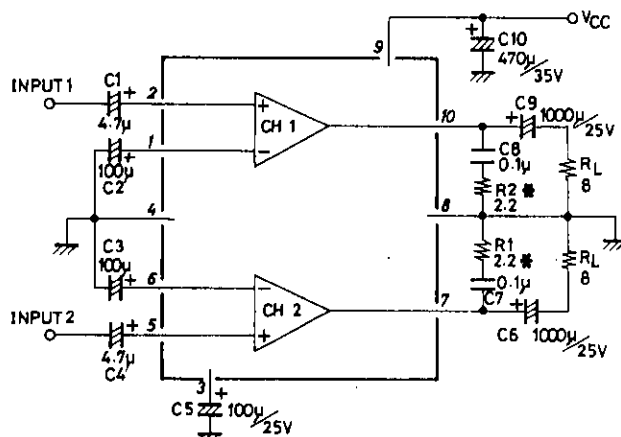 VCC
9
C10
470μ
/35V
INPUT 1
C1
4.7μ
2
1
100μ
C2
CH 1
10
C9
1000μ
/25V
C8
0.1μ
R2 *
2.2
RL
8
4
8
C3
100μ
6
R1
2.2 *
0.1μ
C7
RL
8
CH 2
7
INPUT 2
5
4.7μ
C4
C6
1000μ
/25V
3
C5
100μ
/25V